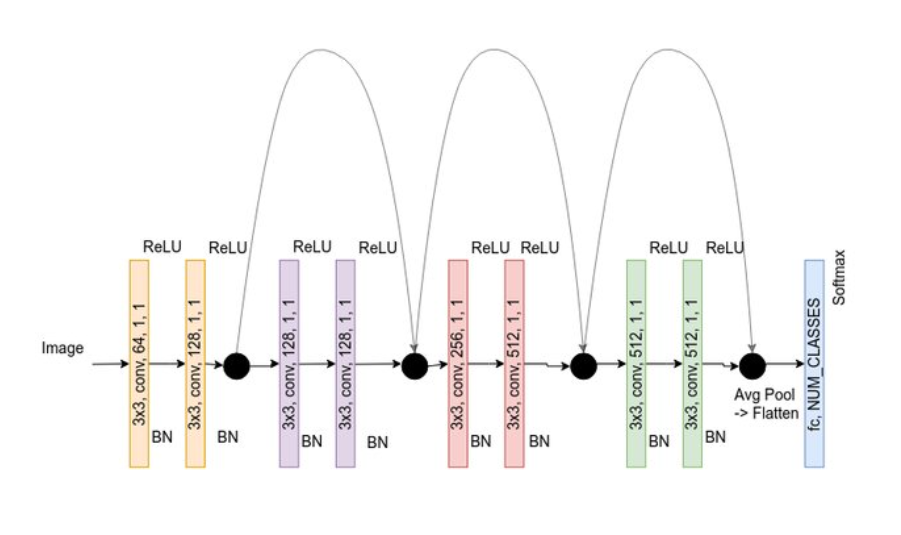 Image
3x3, conv, 64, 1, 1
ReLU
BN
3x3, conv, 128, 1, 1
ReLU
BN
3x3, conv, 128, 1, 1
ReLU
BN
3x3, conv, 128, 1, 1
ReLU
BN
3x3, conv, 256, 1, 1
ReLU
BN
3x3, conv, 512, 1, 1
ReLU
BN
3x3, conv, 512, 1, 1
ReLU
BN
3x3, conv, 512, 1, 1
ReLU
BN
Avg Pool
-> Flatten
fc, NUM_CLASSES
Softmax